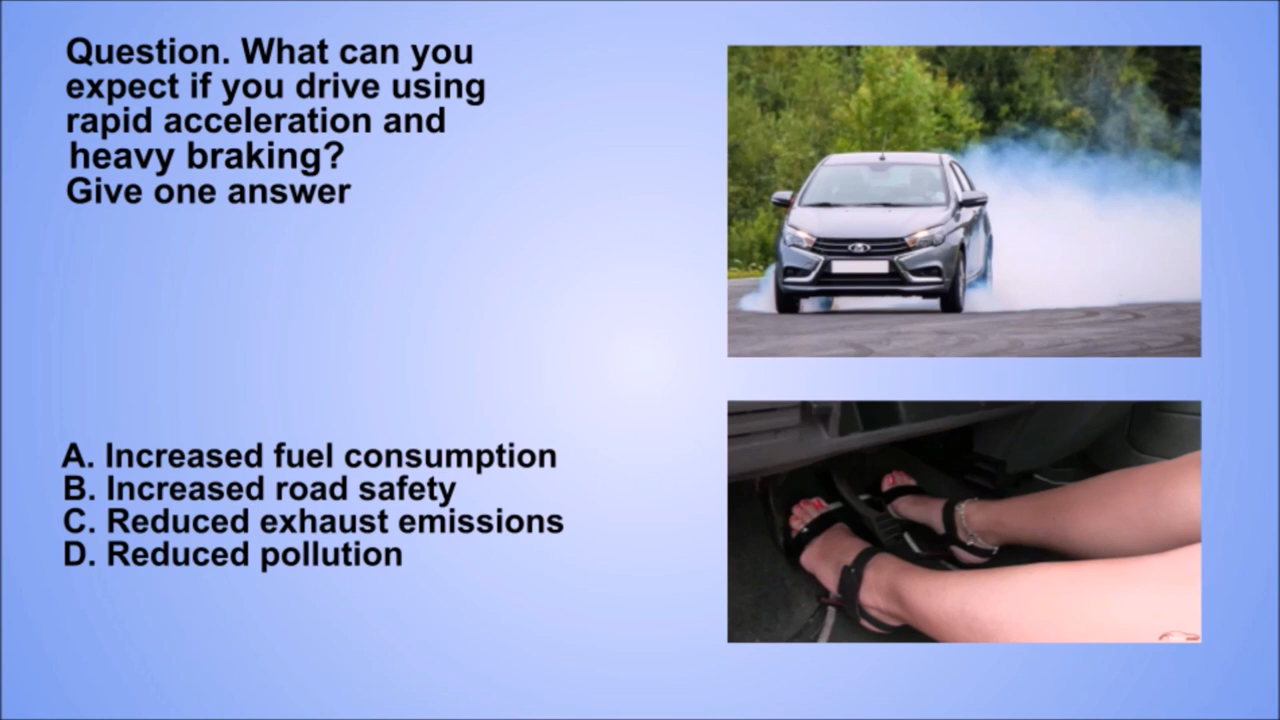 Question. What can you
expect if you drive using
rapid acceleration and
heavy braking?
Give one answer
A. Increased fuel consumption
B. Increased road safety
C. Reduced exhaust emissions
D. Reduced pollution